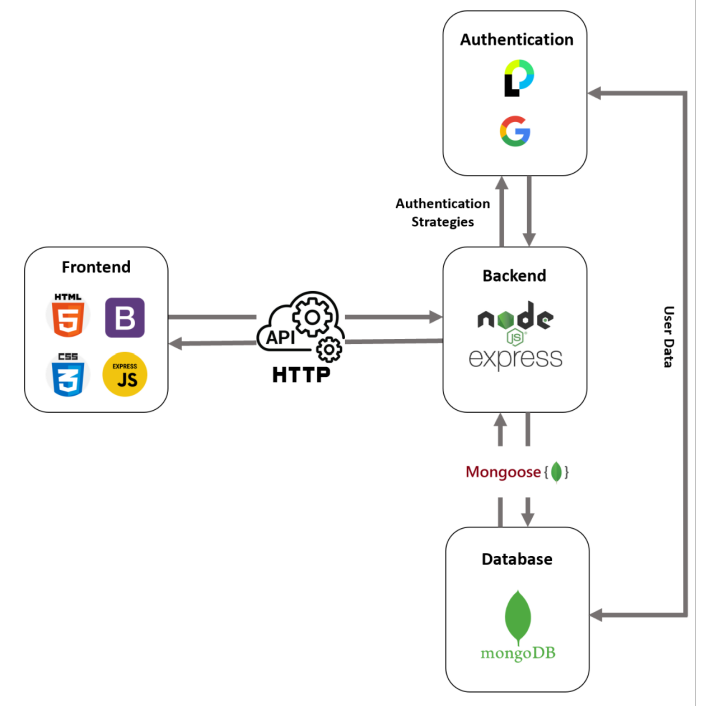 Authentication
Authentication
Strategies
Frontend
HTML
5
B
CSS
3
EXPRESS
JS
API
HTTP
Backend
node
JS
express
User Data
Mongoose{ }
Database
mongoDB